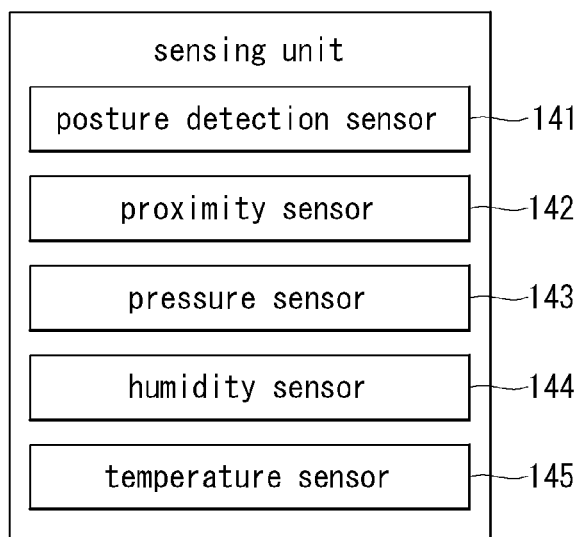 sensing unit
posture detection sensor 141
proximity sensor 142
pressure sensor 143
humidity sensor 144
temperature sensor 145